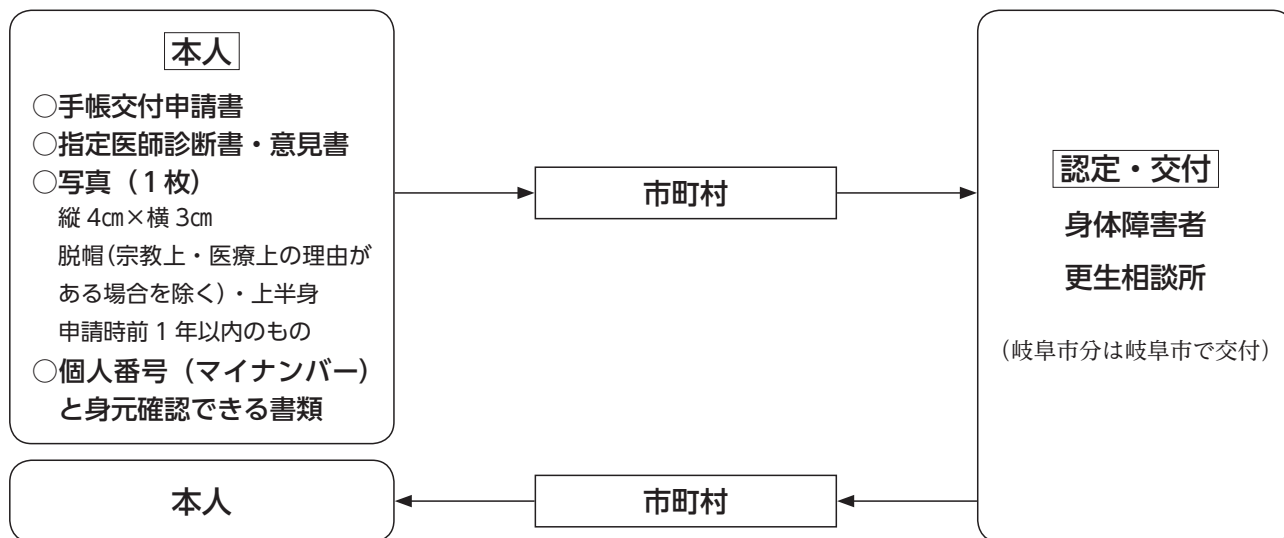 本人
○手帳交付申請書
○指定医師診断書・意見書
○写真（1枚）
縦 4㎝×横 3㎝
脱帽(宗教上・医療上の理由が
ある場合を除く)・上半身
申請時前 1 年以内のもの
○個人番号（マイナンバー）
と身元確認できる書類
市町村
認定・交付
身体障害者
更生相談所
（岐阜市分は岐阜市で交付）
本人
市町村